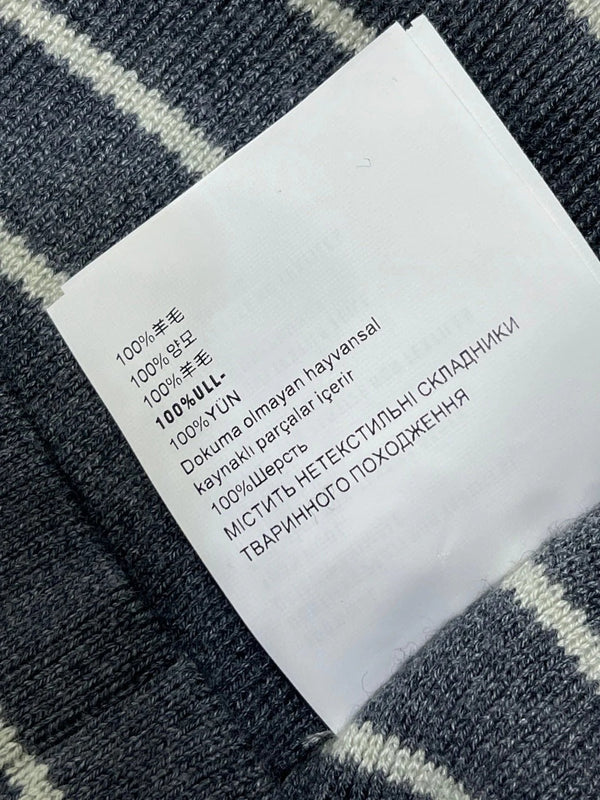 100%羊毛
100%양모
100%羊毛
100%ULL-
100%YÜN
Dokuma olmayan hayvansal
kaynaklı parçalar içerir
100%Шерсть
МІСТИТЬ НЕТЕКСТИЛЬНІ СКЛАДНИКИ
ТВАРИННОГО ПОХОДЖЕННЯ